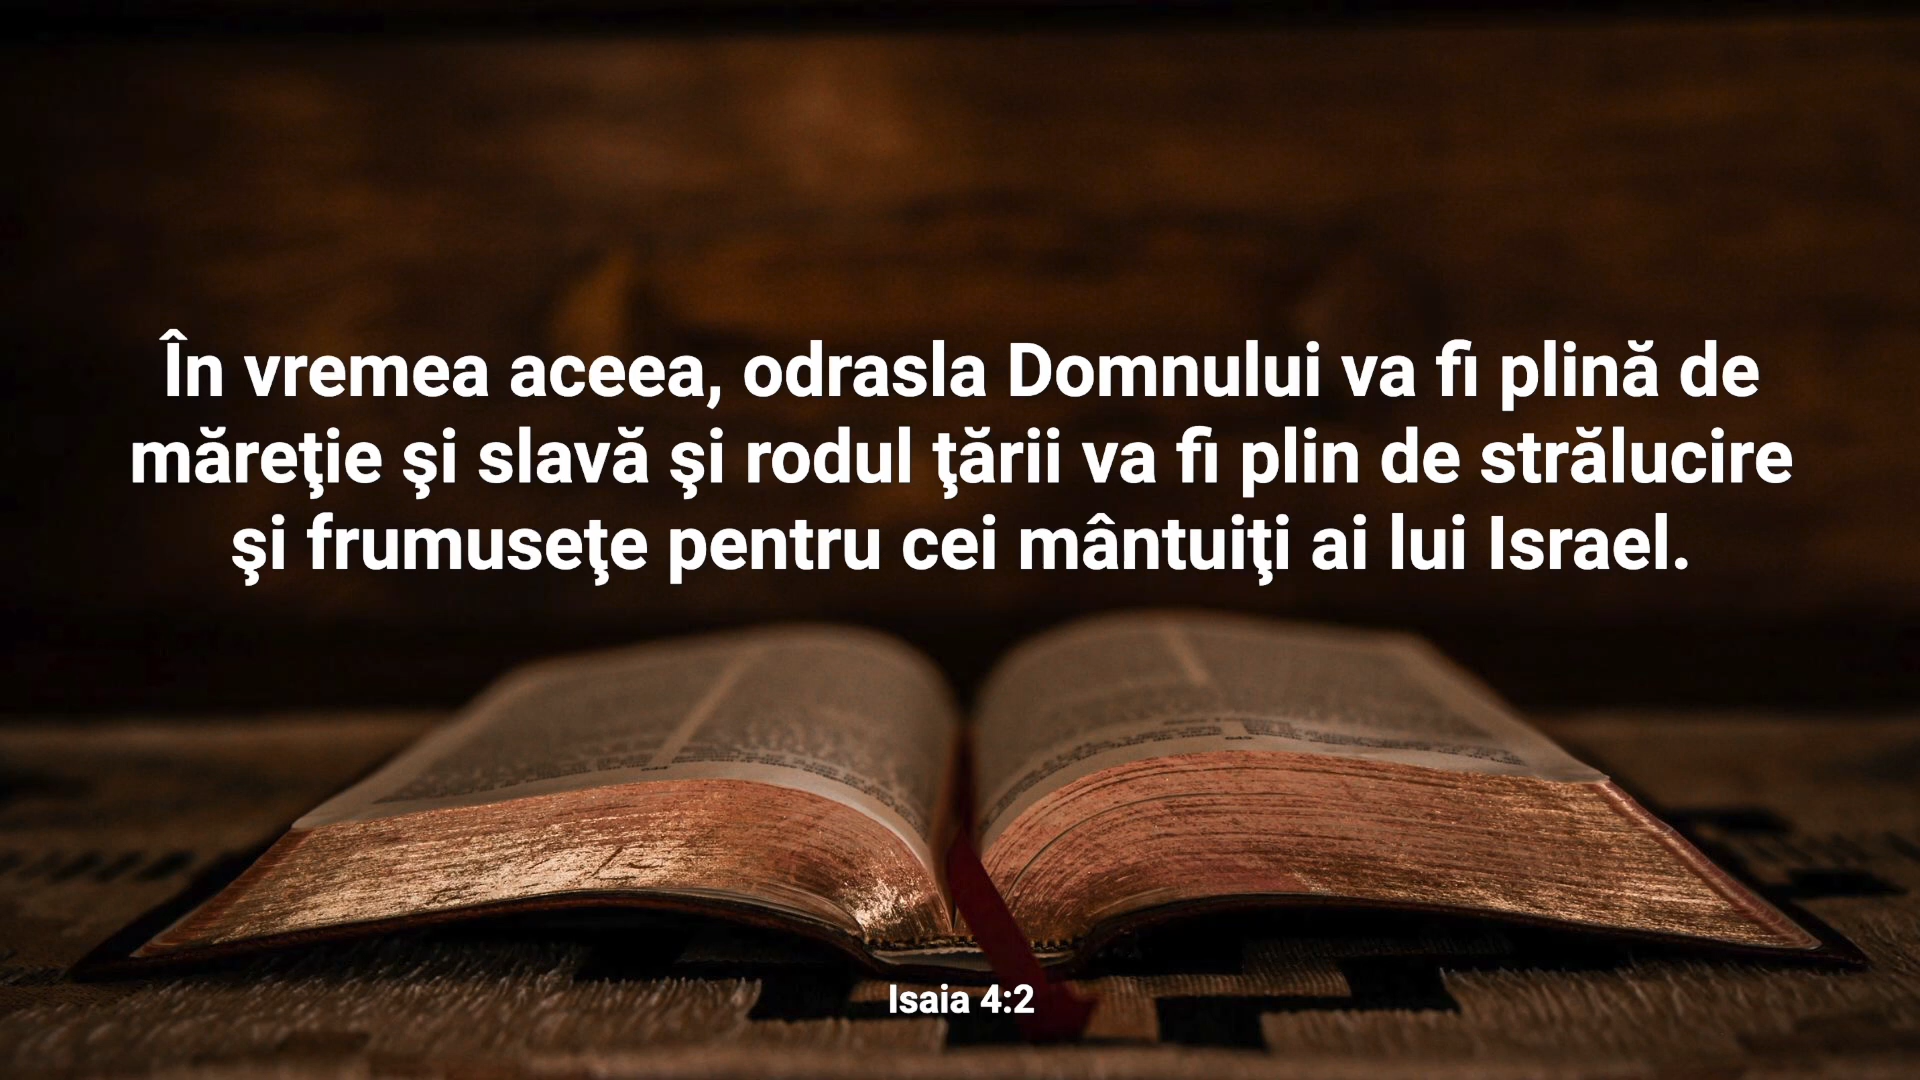 În vremea aceea, odrasla Domnului va fi plină de
măreţie şi slavă şi rodul ţării va fi plin de strălucire
şi frumuseţe pentru cei mântuiţi ai lui Israel.
Isaia 4:2